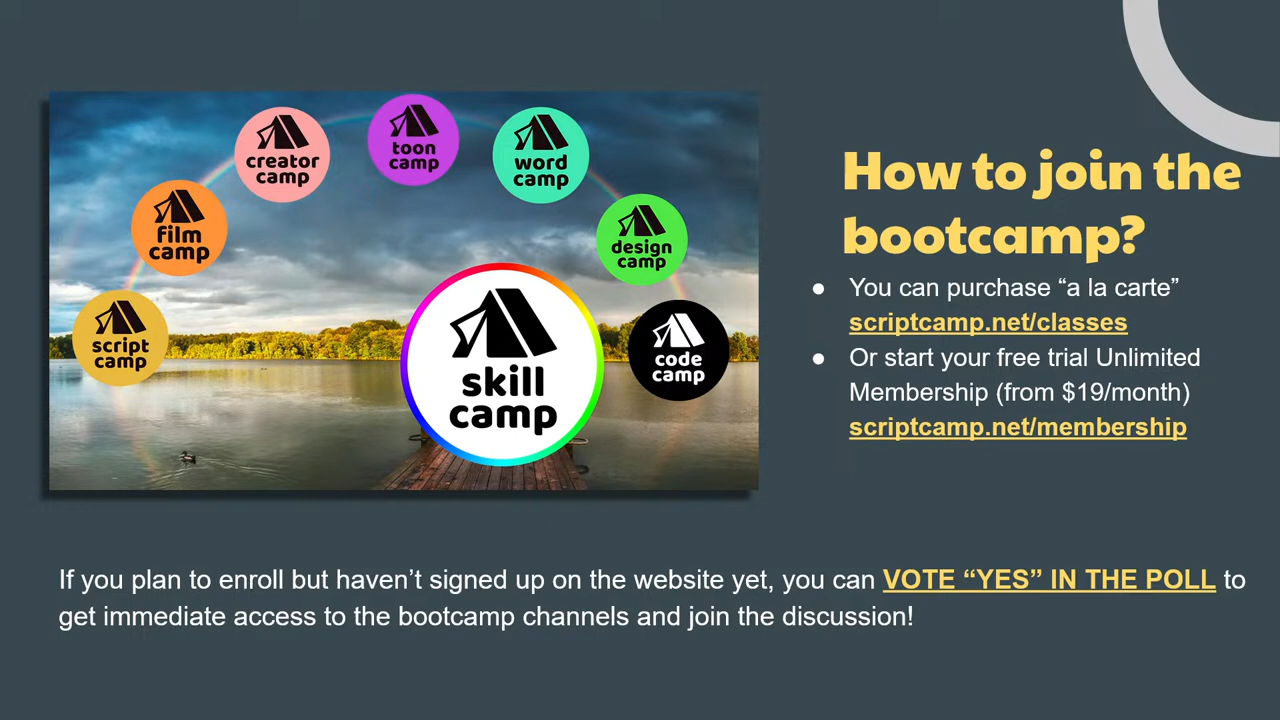 creator
camp
toon
camp
word
camp
film
camp
design
camp
script
camp
skill
camp
code
camp
How to join the
bootcamp?
● You can purchase “a la carte”
scriptcamp.net/classes
● Or start your free trial Unlimited
Membership (from $19/month)
scriptcamp.net/membership
If you plan to enroll but haven’t signed up on the website yet, you can VOTE “YES” IN THE POLL to
get immediate access to the bootcamp channels and join the discussion!